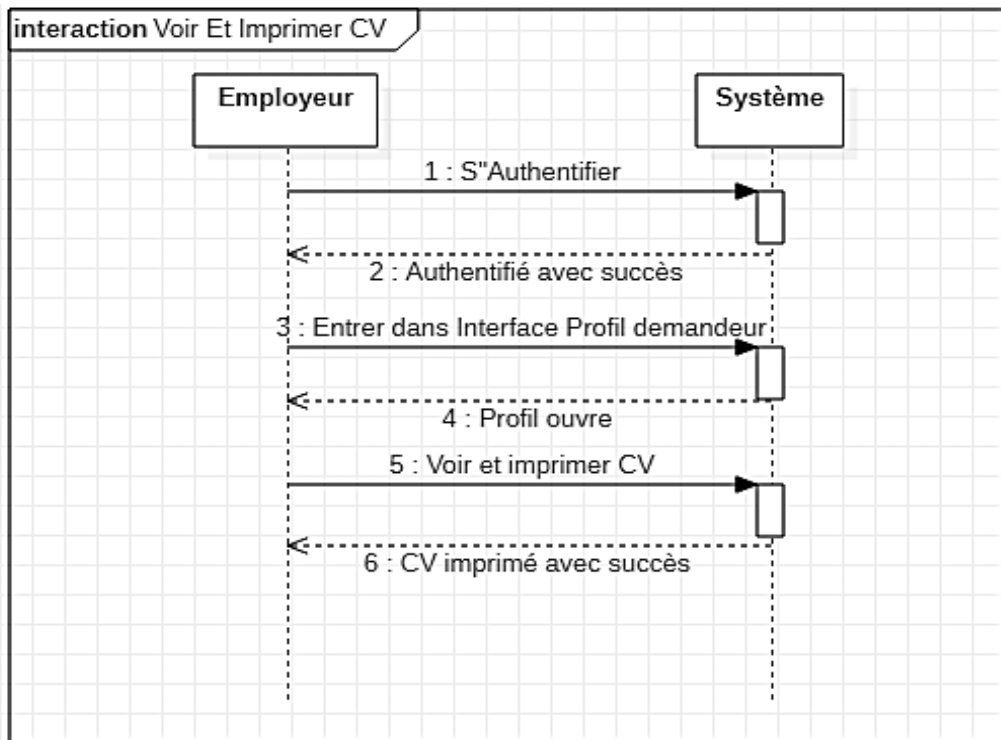 interaction Voir Et Imprimer CV
Employeur
Système
1 : S"Authentifier
2 : Authentifié avec succès
3 : Entrer dans Interface Profil demandeur
4 : Profil ouvre
5 : Voir et imprimer CV
6 : CV imprimé avec succès